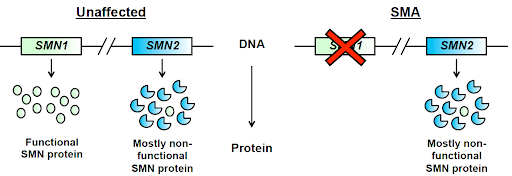 Unaffected
SMA
SMN1
SMN2
DNA
SMN2
Functional
SMN protein
Mostly non-
functional
SMN protein
Protein
Mostly non-
functional
SMN protein